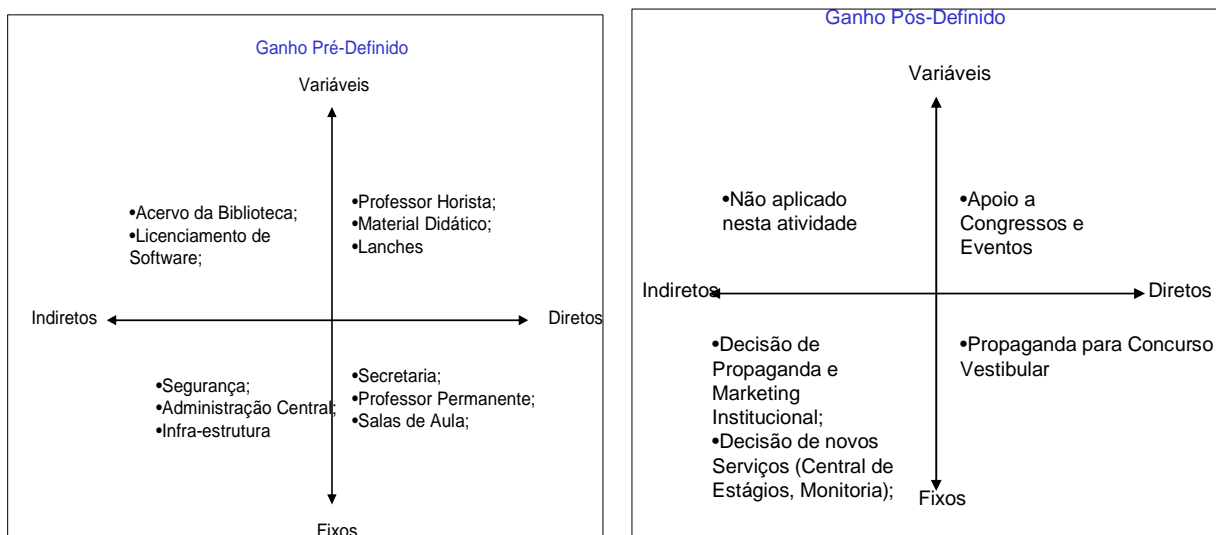 Ganho Pré-Definido
Variáveis
•Acervo da Biblioteca;
•Licenciamento de
Software;
•Professor Horista;
•Material Didático;
•Lanches
Indiretos
Diretos
•Segurança;
•Administração Central;
•Infra-estrutura
•Secretaria;
•Professor Permanente;
•Salas de Aula;
Fixos
Ganho Pós-Definido
Variáveis
•Não aplicado
nesta atividade
•Apoio a
Congressos e
Eventos
Indiretos
Diretos
•Decisão de
Propaganda e
Marketing
Institucional;
•Decisão de novos
Serviços (Central de
Estágios, Monitoria);
•Propaganda para Concurso
Vestibular
Fixos